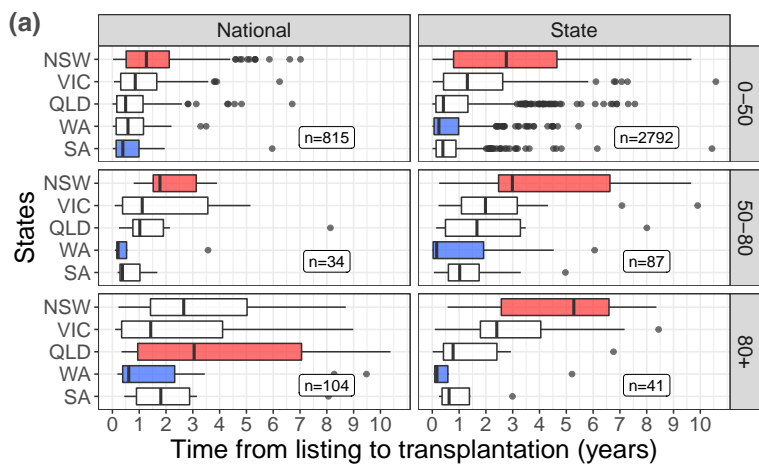 (a)
National
State
NSW
VIC
QLD
WA
SA
n=815
n=2792
0−50
NSW
VIC
QLD
WA
SA
n=34
n=87
50−80
NSW
VIC
QLD
WA
SA
n=104
n=41
80+
States
0 1 2 3 4 5 6 7 8 9 10
0 1 2 3 4 5 6 7 8 9 10
Time from listing to transplantation (years)